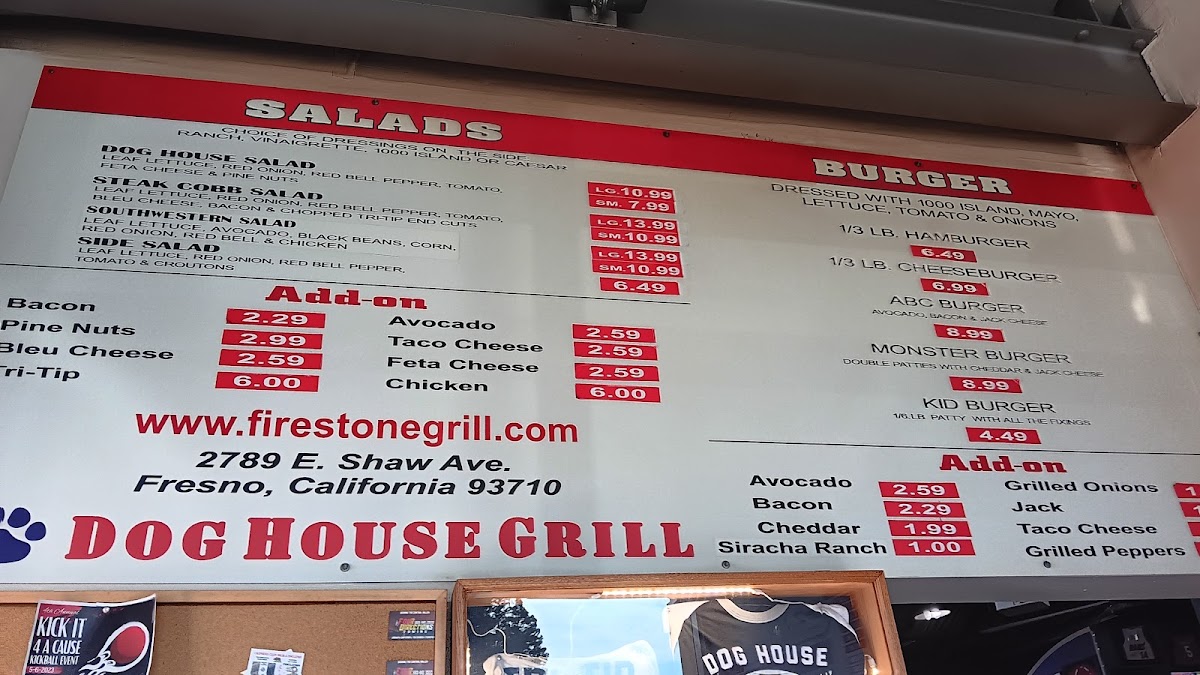 SALADS
CHOICE OF DRESSINGS ON THE SIDE
RANCH, VINAIGRETTE, 1000 ISLAND OR CAESAR
DOG HOUSE SALAD
LEAF LETTUCE, RED ONION, RED BELL PEPPER, TOMATO,
FETA CHEESE & PINE NUTS
LG. 10.99
SM. 7.99
STEAK COBB SALAD
LEAF LETTUCE, RED ONION, RED BELL PEPPER, TOMATO,
BLEU CHEESE, BACON & CHOPPED TRI-TIP END CUTS
LG. 13.99
SM. 10.99
SOUTHWESTERN SALAD
LEAF LETTUCE, AVOCADO, BLACK BEANS, CORN,
RED ONION, RED BELL & CHICKEN
LG. 13.99
SM. 10.99
SIDE SALAD
LEAF LETTUCE, RED ONION, RED BELL PEPPER,
TOMATO & CROUTONS
6.49
Add-on
Bacon 2.29
Pine Nuts 2.99
Bleu Cheese 2.59
Tri-Tip 6.00
Avocado 2.59
Taco Cheese 2.59
Feta Cheese 2.59
Chicken 6.00
www.firestonegrill.com
2789 E. Shaw Ave.
Fresno, California 93710
DOG HOUSE GRILL
BURGER
DRESSED WITH 1000 ISLAND, MAYO,
LETTUCE, TOMATO & ONIONS
1/3 LB. HAMBURGER
6.49
1/3 LB. CHEESEBURGER
6.99
ABC BURGER
AVOCADO, BACON & JACK CHEESE
8.99
MONSTER BURGER
DOUBLE PATTIES WITH CHEDDAR & JACK CHEESE
8.99
KID BURGER
1/6 LB. PATTY WITH ALL THE FIXINGS
4.49
Add-on
Avocado 2.59
Bacon 2.29
Cheddar 1.99
Siracha Ranch 1.00
Grilled Onions
Jack
Taco Cheese
Grilled Peppers
4th Annual
KICK IT
4 A CAUSE
KICKBALL EVENT
5-6-2023
DOG HOUSE